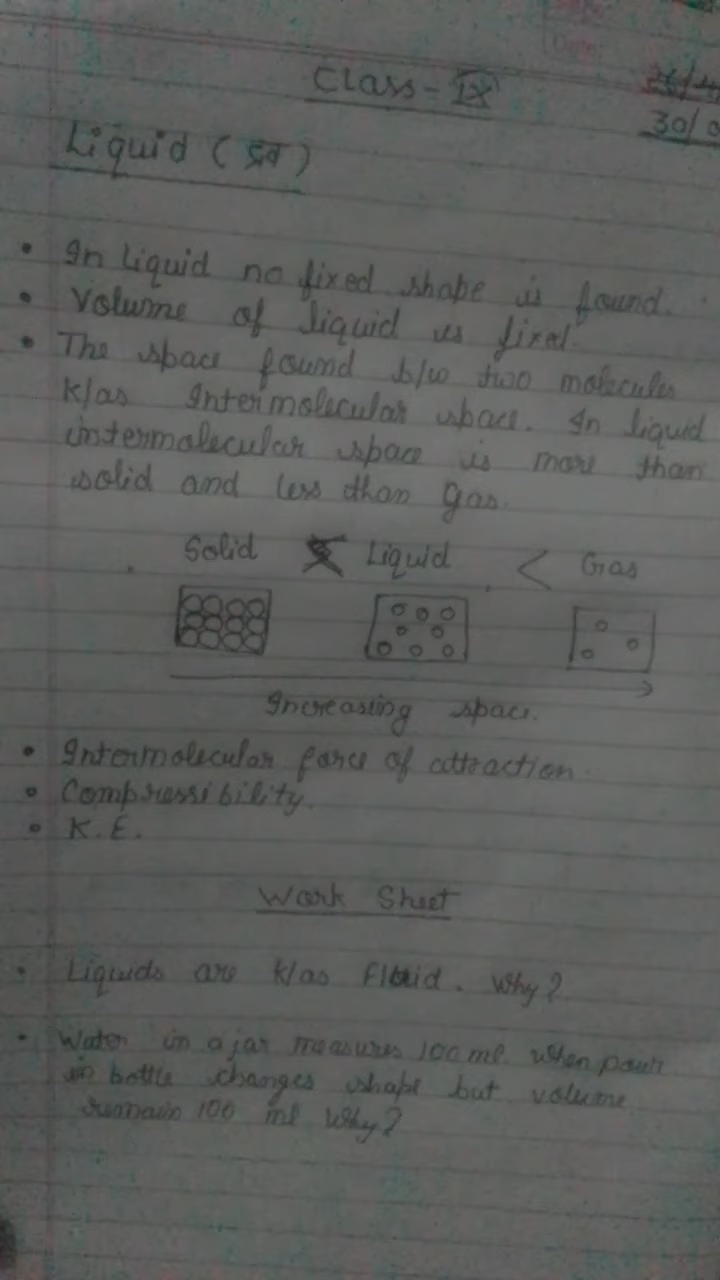 Class - IX
30/0
Liquid (द्रव)
• In liquid no fixed shape is found.
• Volume of liquid is fixed.
• The space found b/w two molecules
k/as Intermolecular space. In liquid
intermolecular space is more than
solid and less than Gas.
Solid < Liquid < Gas
Increasing space.
• Intermolecular force of attraction.
• Compressibility.
• K.E.
Work Sheet
• Liquids are k/as Fluid. Why?
• Water in a jar measures 100 ml. when pour
in bottle changes shape but volume
remain 100 ml Why?